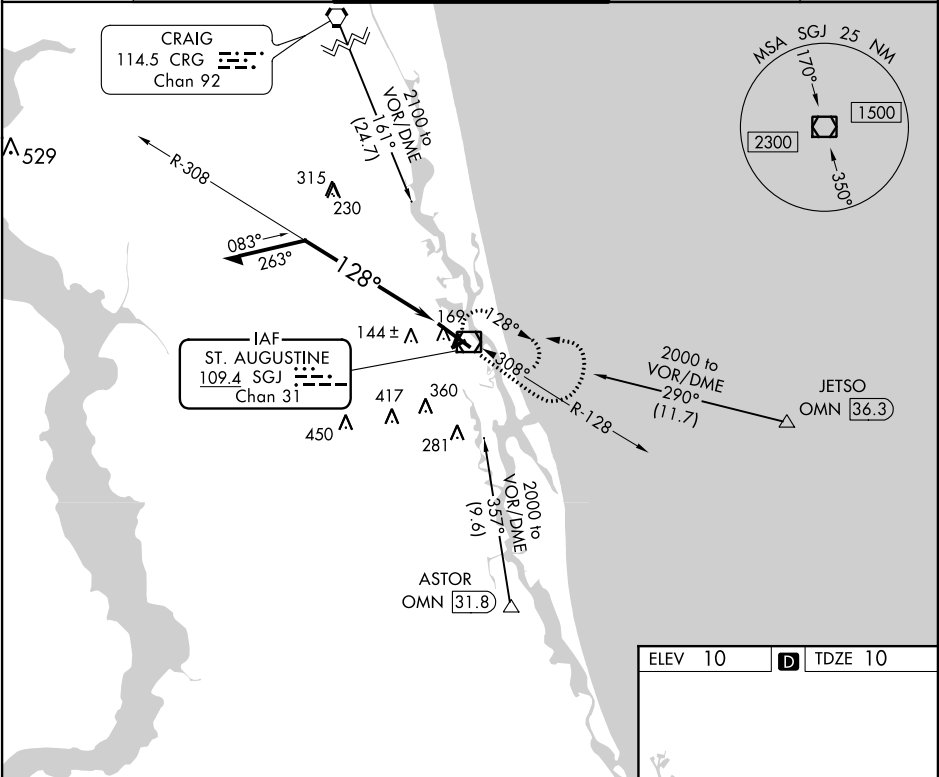 CRAIG
114.5 CRG
Chan 92
2100 to
VOR/DME
161°
(24.7)
MSA SGJ 25 NM
170°
1500
2300
350°
529
R-308
315
230
083°
263°
128°
169
128°
144 ±
IAF
ST. AUGUSTINE
109.4 SGJ
Chan 31
308°
R-128
2000 to
VOR/DME
290°
(11.7)
JETSO
OMN 36.3
417
360
450
281
2000 to
VOR/DME
357°
(9.6)
ASTOR
OMN 31.8
ELEV 10
D
TDZE 10